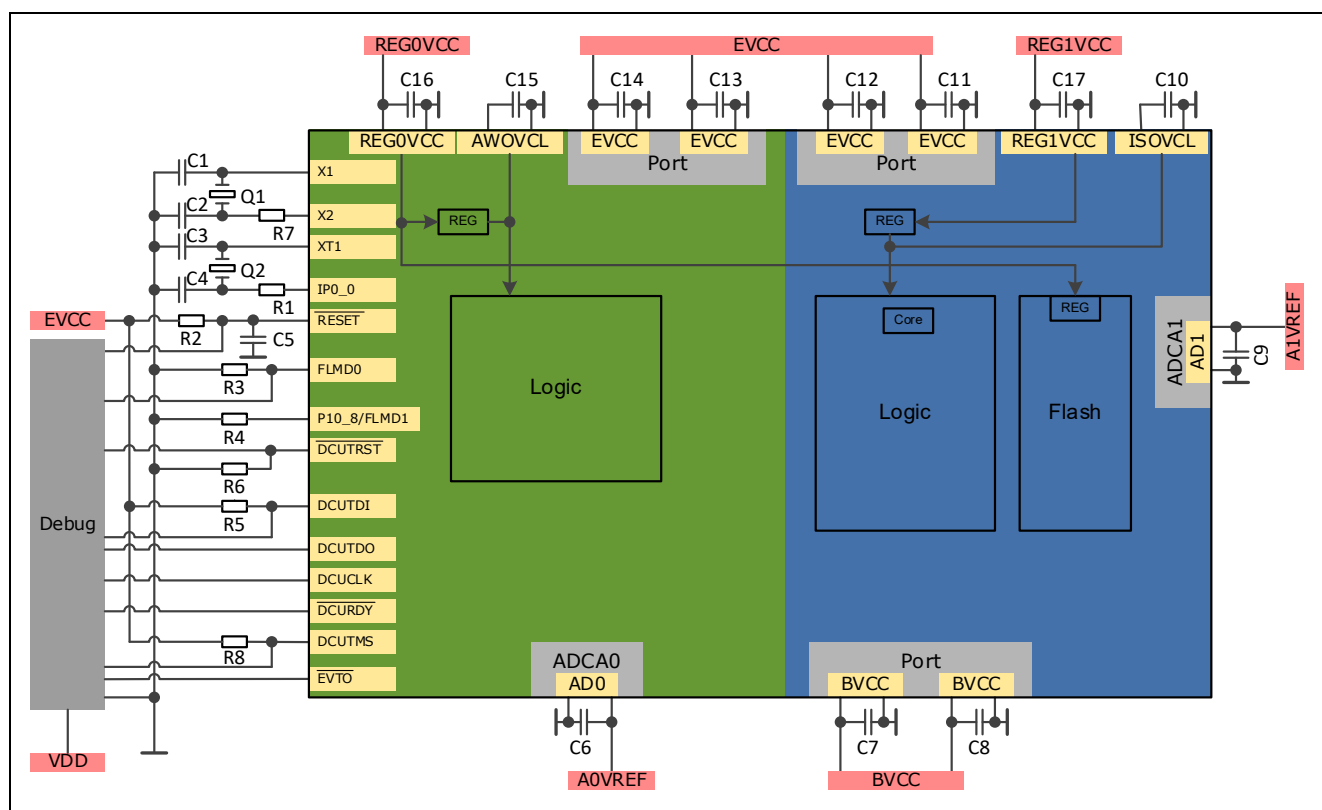 REG0VCC EVCC REG1VCC
C16 C15 C14 C13 C12 C11 C17 C10
REG0VCC AWOVCL EVCC EVCC EVCC EVCC REG1VCC ISOVCL
Port Port
C1
X1
Q1
C2
X2
REG REG
R7
C3
XT1
Q2
C4
IP0_0
R1
REG
EVCC
RESET
Core
R2
C5
ADCA1
AD1
C9
A1VREF
FLMD0
R3
Logic Logic Flash
P10_8/FLMD1
R4
DCUTRST
R6
DCUTDI
R5
Debug
DCUTDO
DCUCLK
DCURDY
DCUTMS
R8
ADCA0 Port
EVTO
AD0 BVCC BVCC
C6 C7 C8
VDD
A0VREF BVCC